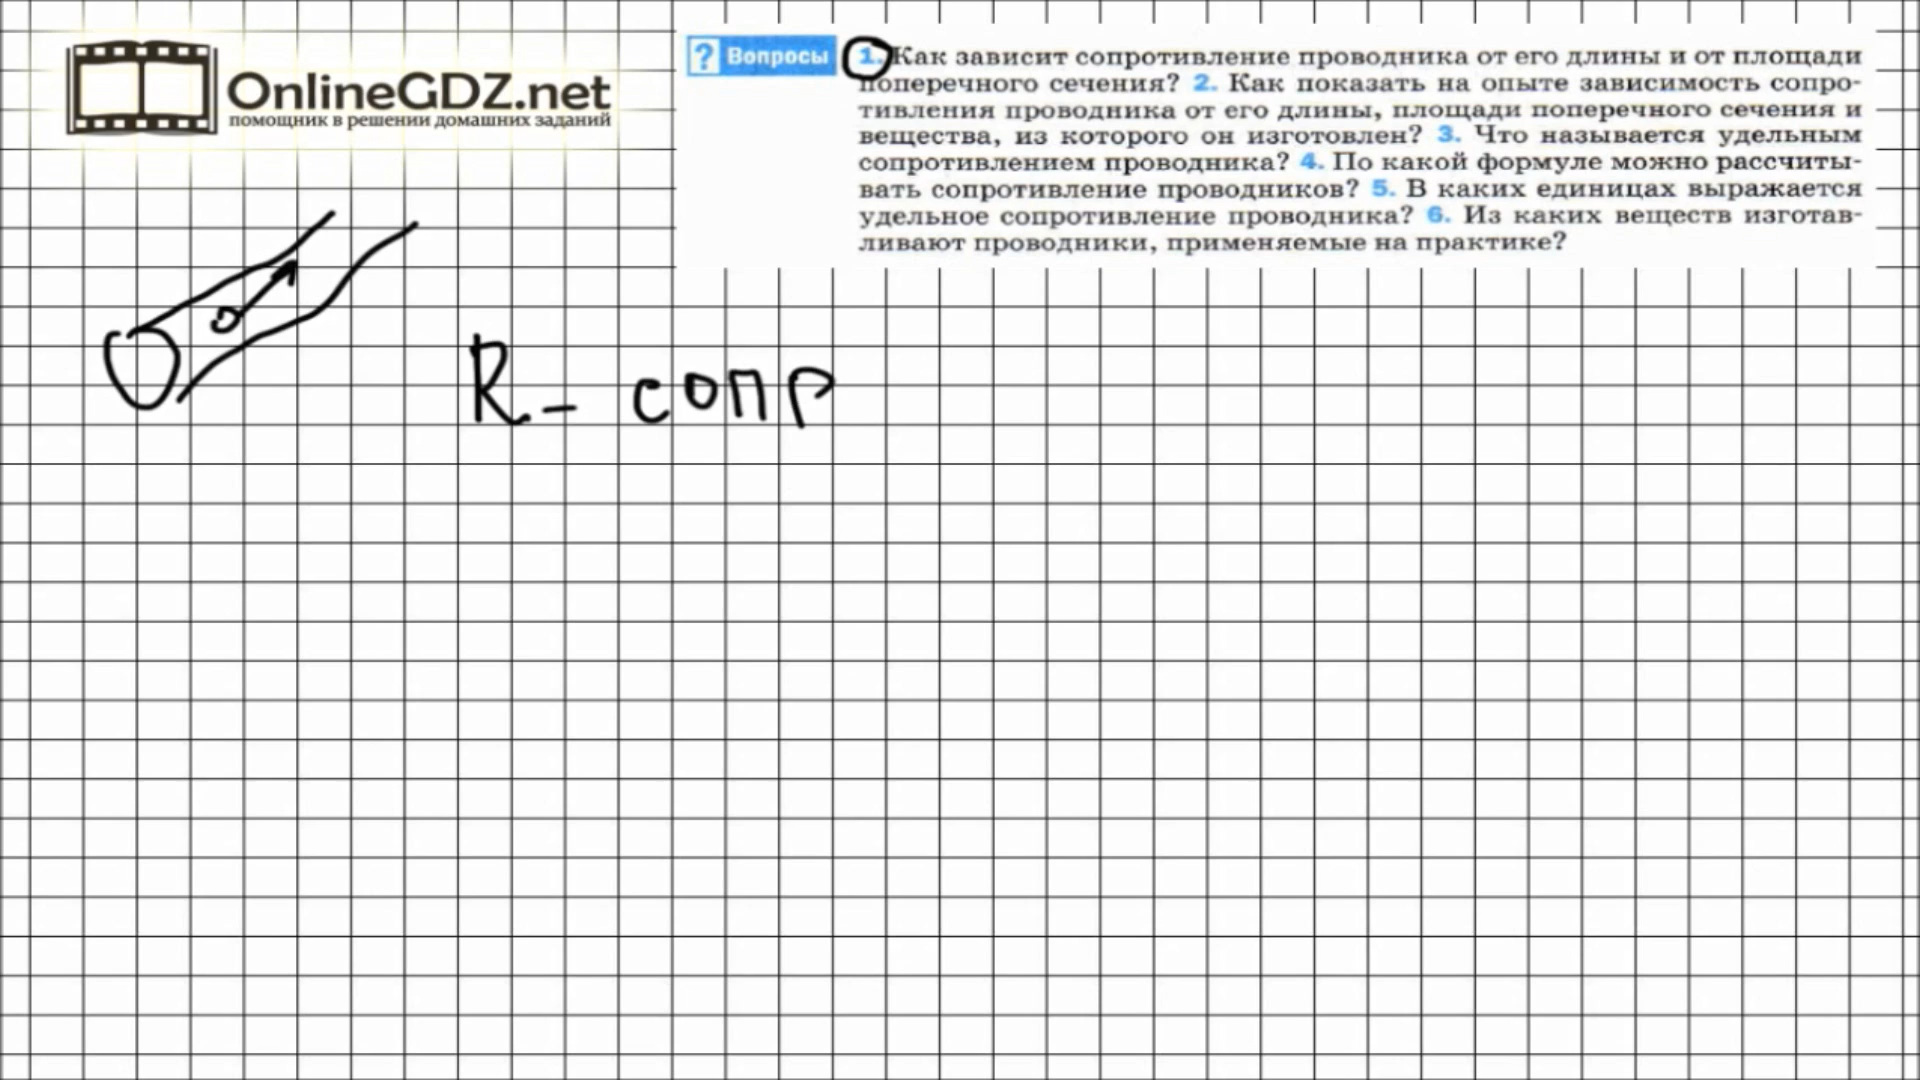 OnlineGDZ.net
помощник в решении домашних заданий
? Вопросы
1. Как зависит сопротивление проводника от его длины и от площади
поперечного сечения? 2. Как показать на опыте зависимость сопро-
тивления проводника от его длины, площади поперечного сечения и
вещества, из которого он изготовлен? 3. Что называется удельным
сопротивлением проводника? 4. По какой формуле можно рассчиты-
вать сопротивление проводников? 5. В каких единицах выражается
удельное сопротивление проводника? 6. Из каких веществ изготав-
ливают проводники, применяемые на практике?
R - сопр